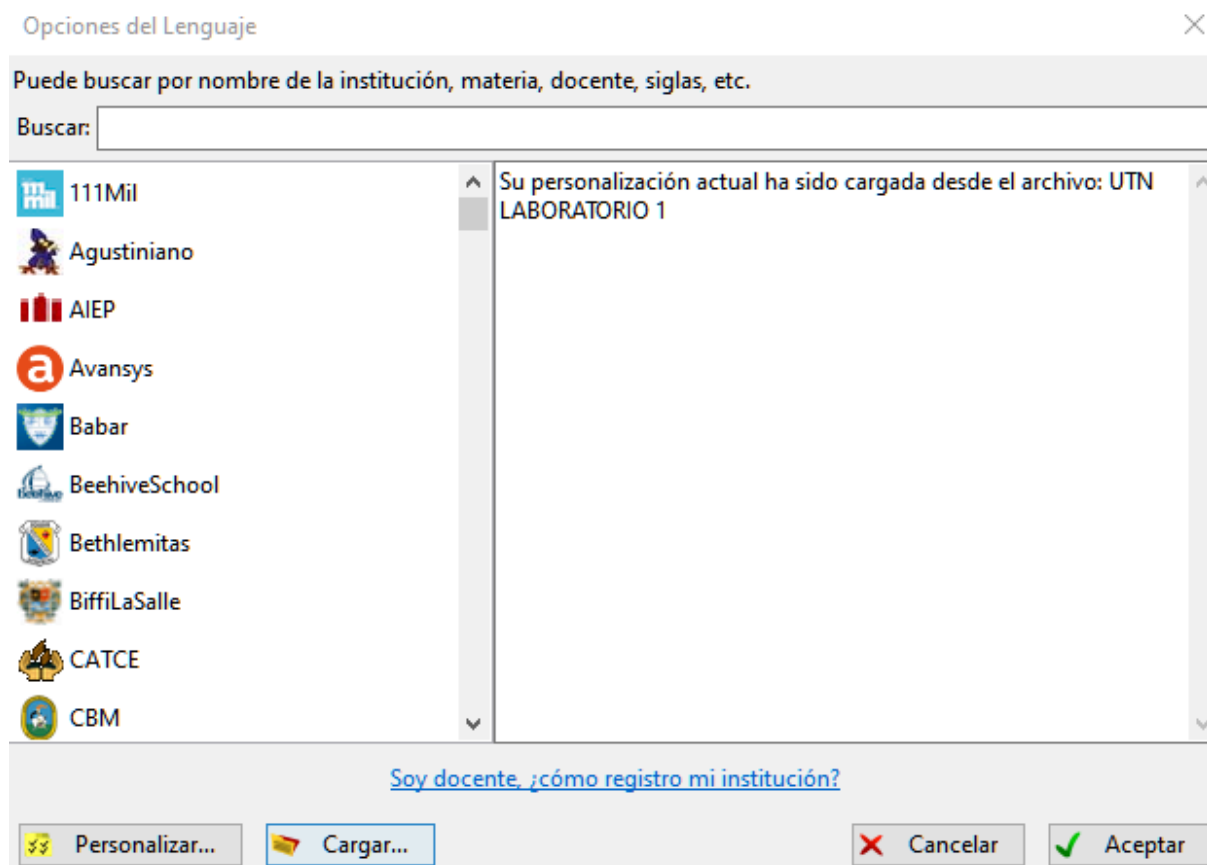 Opciones del Lenguaje
Puede buscar por nombre de la institución, materia, docente, siglas, etc.
Buscar:
111Mil
Agustiniano
AIEP
Avansys
Babar
BeehiveSchool
Bethlemitas
BiffiLaSalle
CATCE
CBM
Su personalización actual ha sido cargada desde el archivo: UTN
LABORATORIO 1
Soy docente, ¿cómo registro mi institución?
Personalizar...
Cargar...
Cancelar
Aceptar